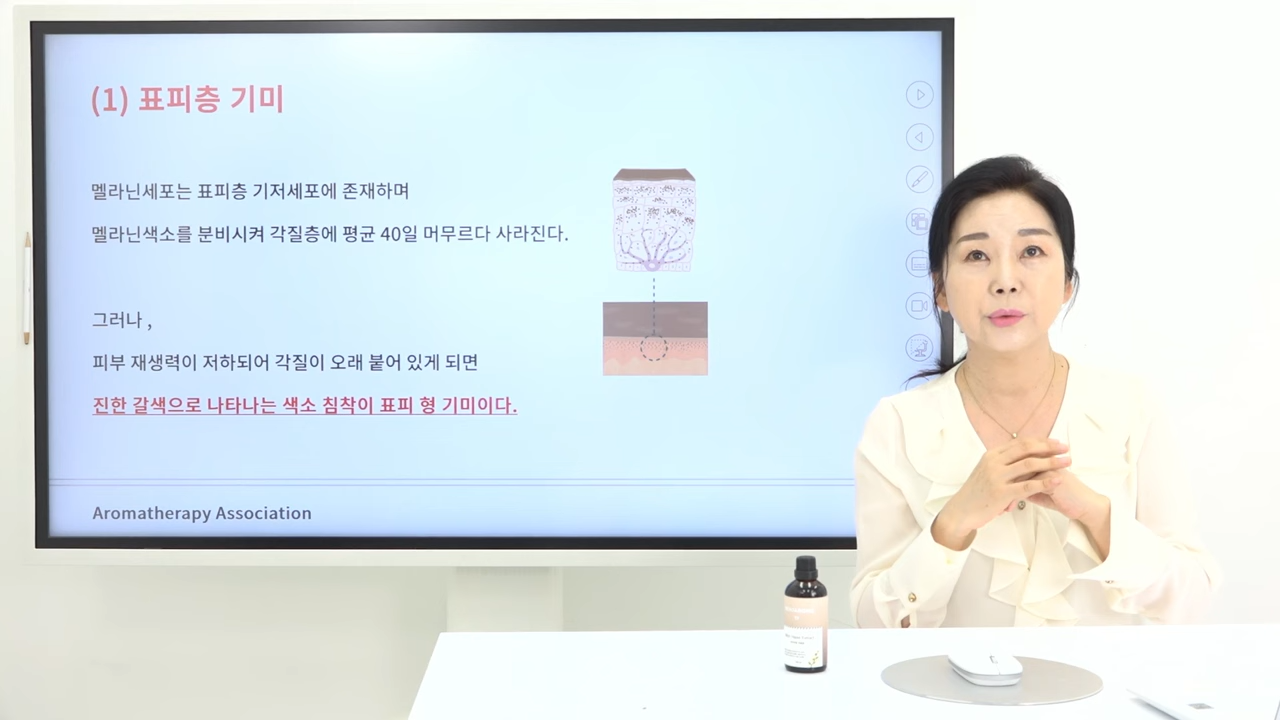 (1) 표피층 기미
멜라닌세포는 표피층 기저세포에 존재하며
멜라닌색소를 분비시켜 각질층에 평균 40일 머무르다 사라진다.
그러나 ,
피부 재생력이 저하되어 각질이 오래 붙어 있게 되면
진한 갈색으로 나타나는 색소 침착이 표피 형 기미이다.
Aromatherapy Association